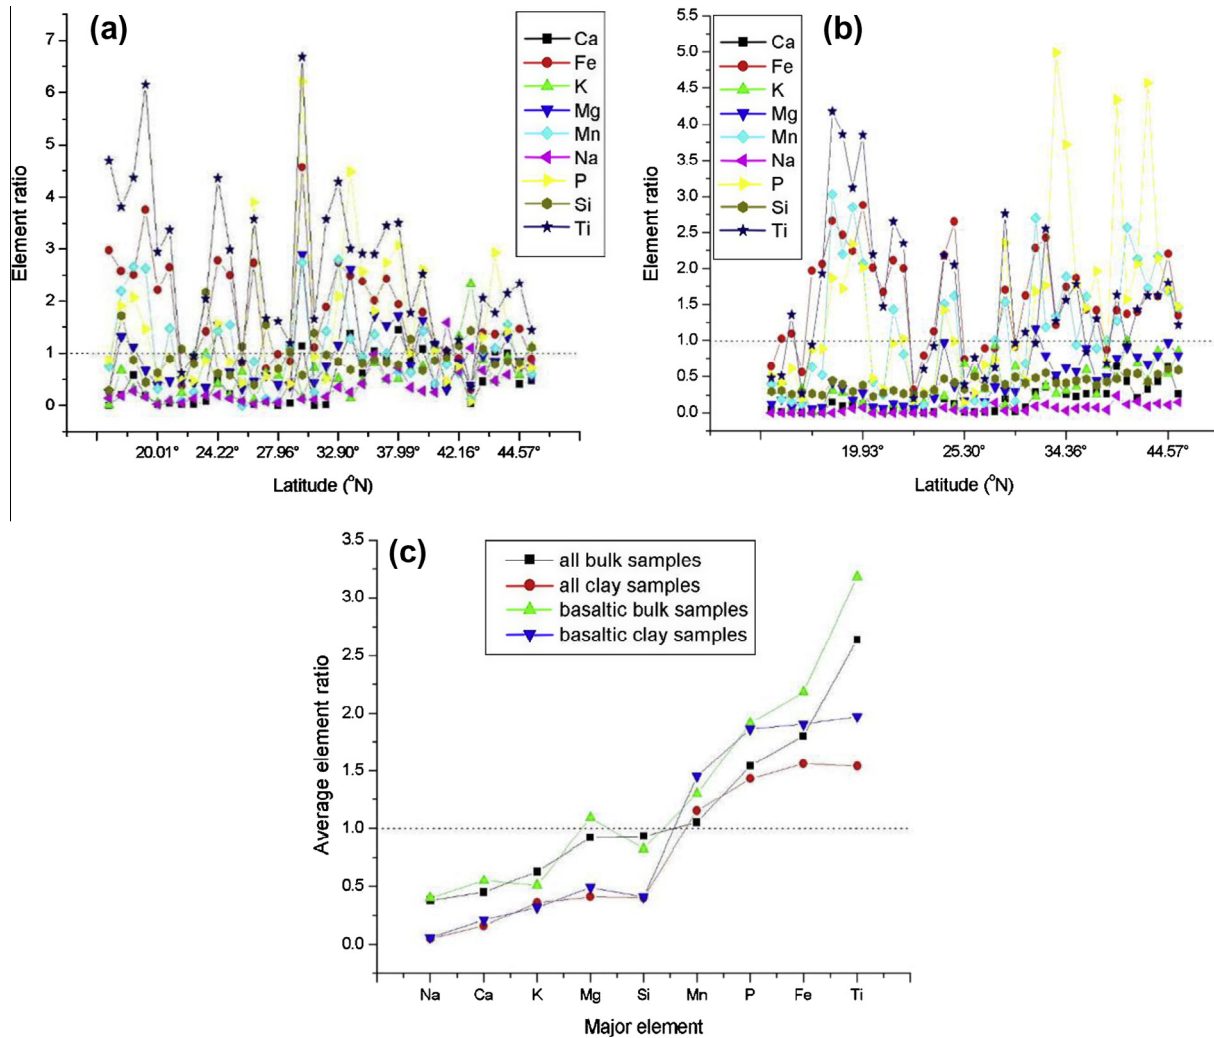 (a)
7
6
5
4
3
2
1
0
Element ratio
Ca
Fe
K
Mg
Mn
Na
P
Si
Ti
20.01° 24.22° 27.96° 32.90° 37.99° 42.16° 44.57°
Latitude (°N)
(b)
5.5
5.0
4.5
4.0
3.5
3.0
2.5
2.0
1.5
1.0
0.5
0.0
Element ratio
Ca
Fe
K
Mg
Mn
Na
P
Si
Ti
19.93° 25.30° 34.36° 44.57°
Latitude (°N)
(c)
3.5
3.0
2.5
2.0
1.5
1.0
0.5
0.0
Average element ratio
all bulk samples
all clay samples
basaltic bulk samples
basaltic clay samples
Na Ca K Mg Si Mn P Fe Ti
Major element